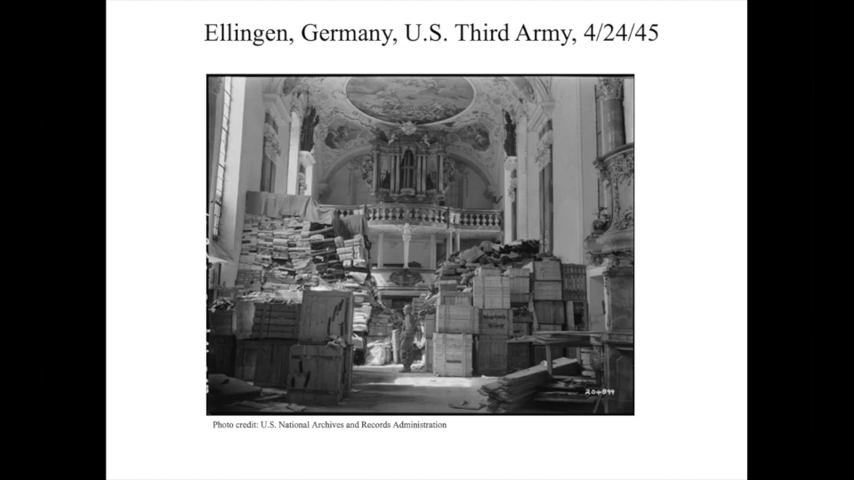 Ellingen, Germany, U.S. Third Army, 4/24/45
Photo credit: U.S. National Archives and Records Administration